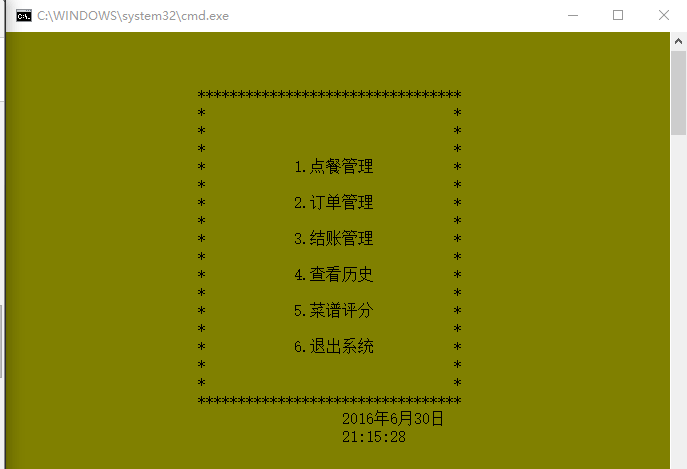 C:\WINDOWS\system32\cmd.exe
*********************************
*                               *
*                               *
*                               *
*           1.点餐管理          *
*                               *
*           2.订单管理          *
*                               *
*           3.结账管理          *
*                               *
*           4.查看历史          *
*                               *
*           5.菜谱评分          *
*                               *
*           6.退出系统          *
*                               *
*                               *
*********************************
2016年6月30日
21:15:28